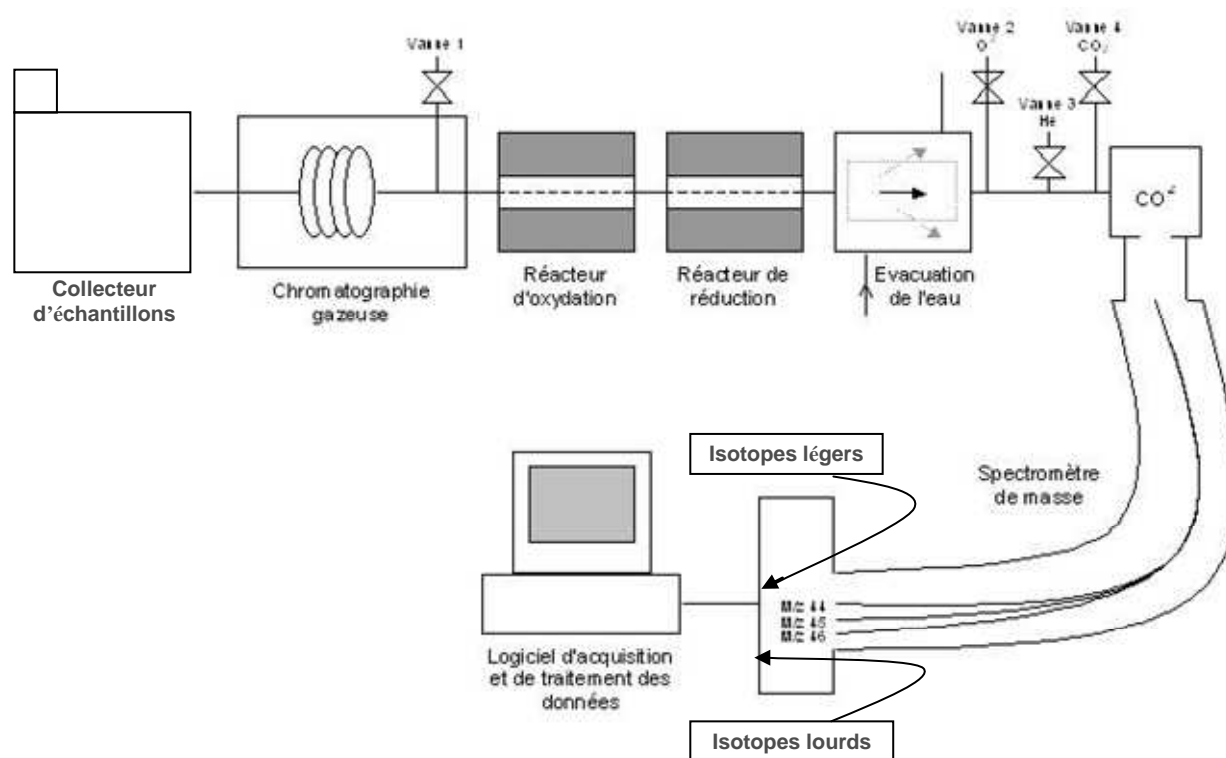 Vanne 1
Vanne 2
O²
Vanne 4
CO₂
Vanne 3
He
CO²
Collecteur
d'échantillons
Chromatographie
gazeuse
Réacteur
d'oxydation
Réacteur de
réduction
Evacuation
de l'eau
Isotopes légers
Spectromètre
de masse
M/z 44
M/z 45
M/z 46
Logiciel d'acquisition
et de traitement des
données
Isotopes lourds